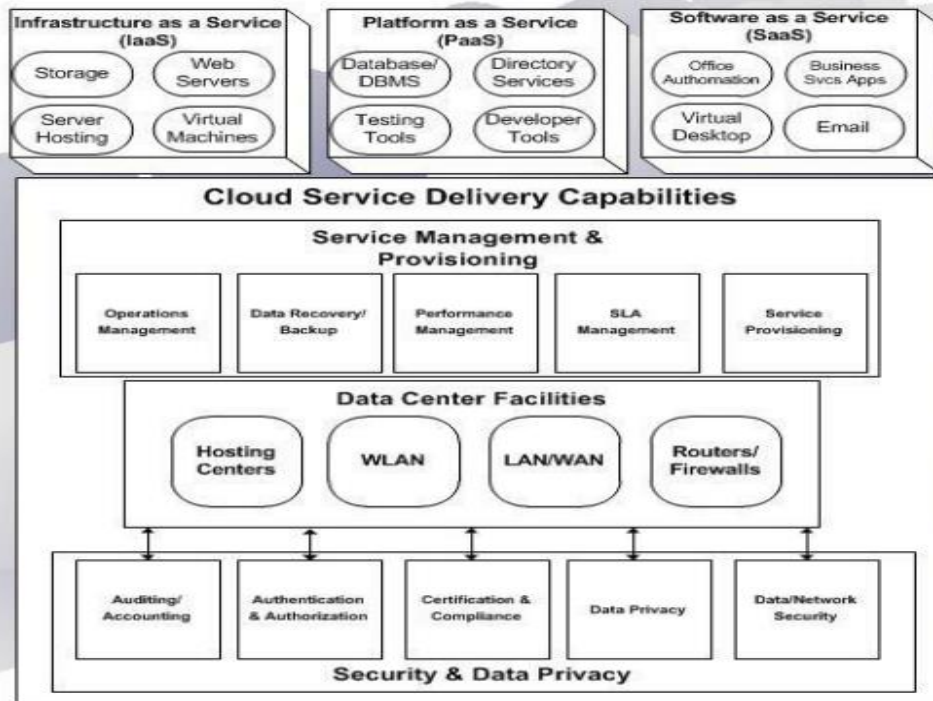 Infrastructure as a Service
(IaaS)
Storage
Web
Servers
Server
Hosting
Virtual
Machines
Platform as a Service
(PaaS)
Database/
DBMS
Directory
Services
Testing
Tools
Developer
Tools
Software as a Service
(SaaS)
Office
Authomation
Business
Svcs Apps
Virtual
Desktop
Email
Cloud Service Delivery Capabilities
Service Management &
Provisioning
Operations
Management
Data Recovery/
Backup
Performance
Management
SLA
Management
Service
Provisioning
Data Center Facilities
Hosting
Centers
WLAN
LAN/WAN
Routers/
Firewalls
Auditing/
Accounting
Authentication
& Authorization
Certification &
Compliance
Data Privacy
Data/Network
Security
Security & Data Privacy